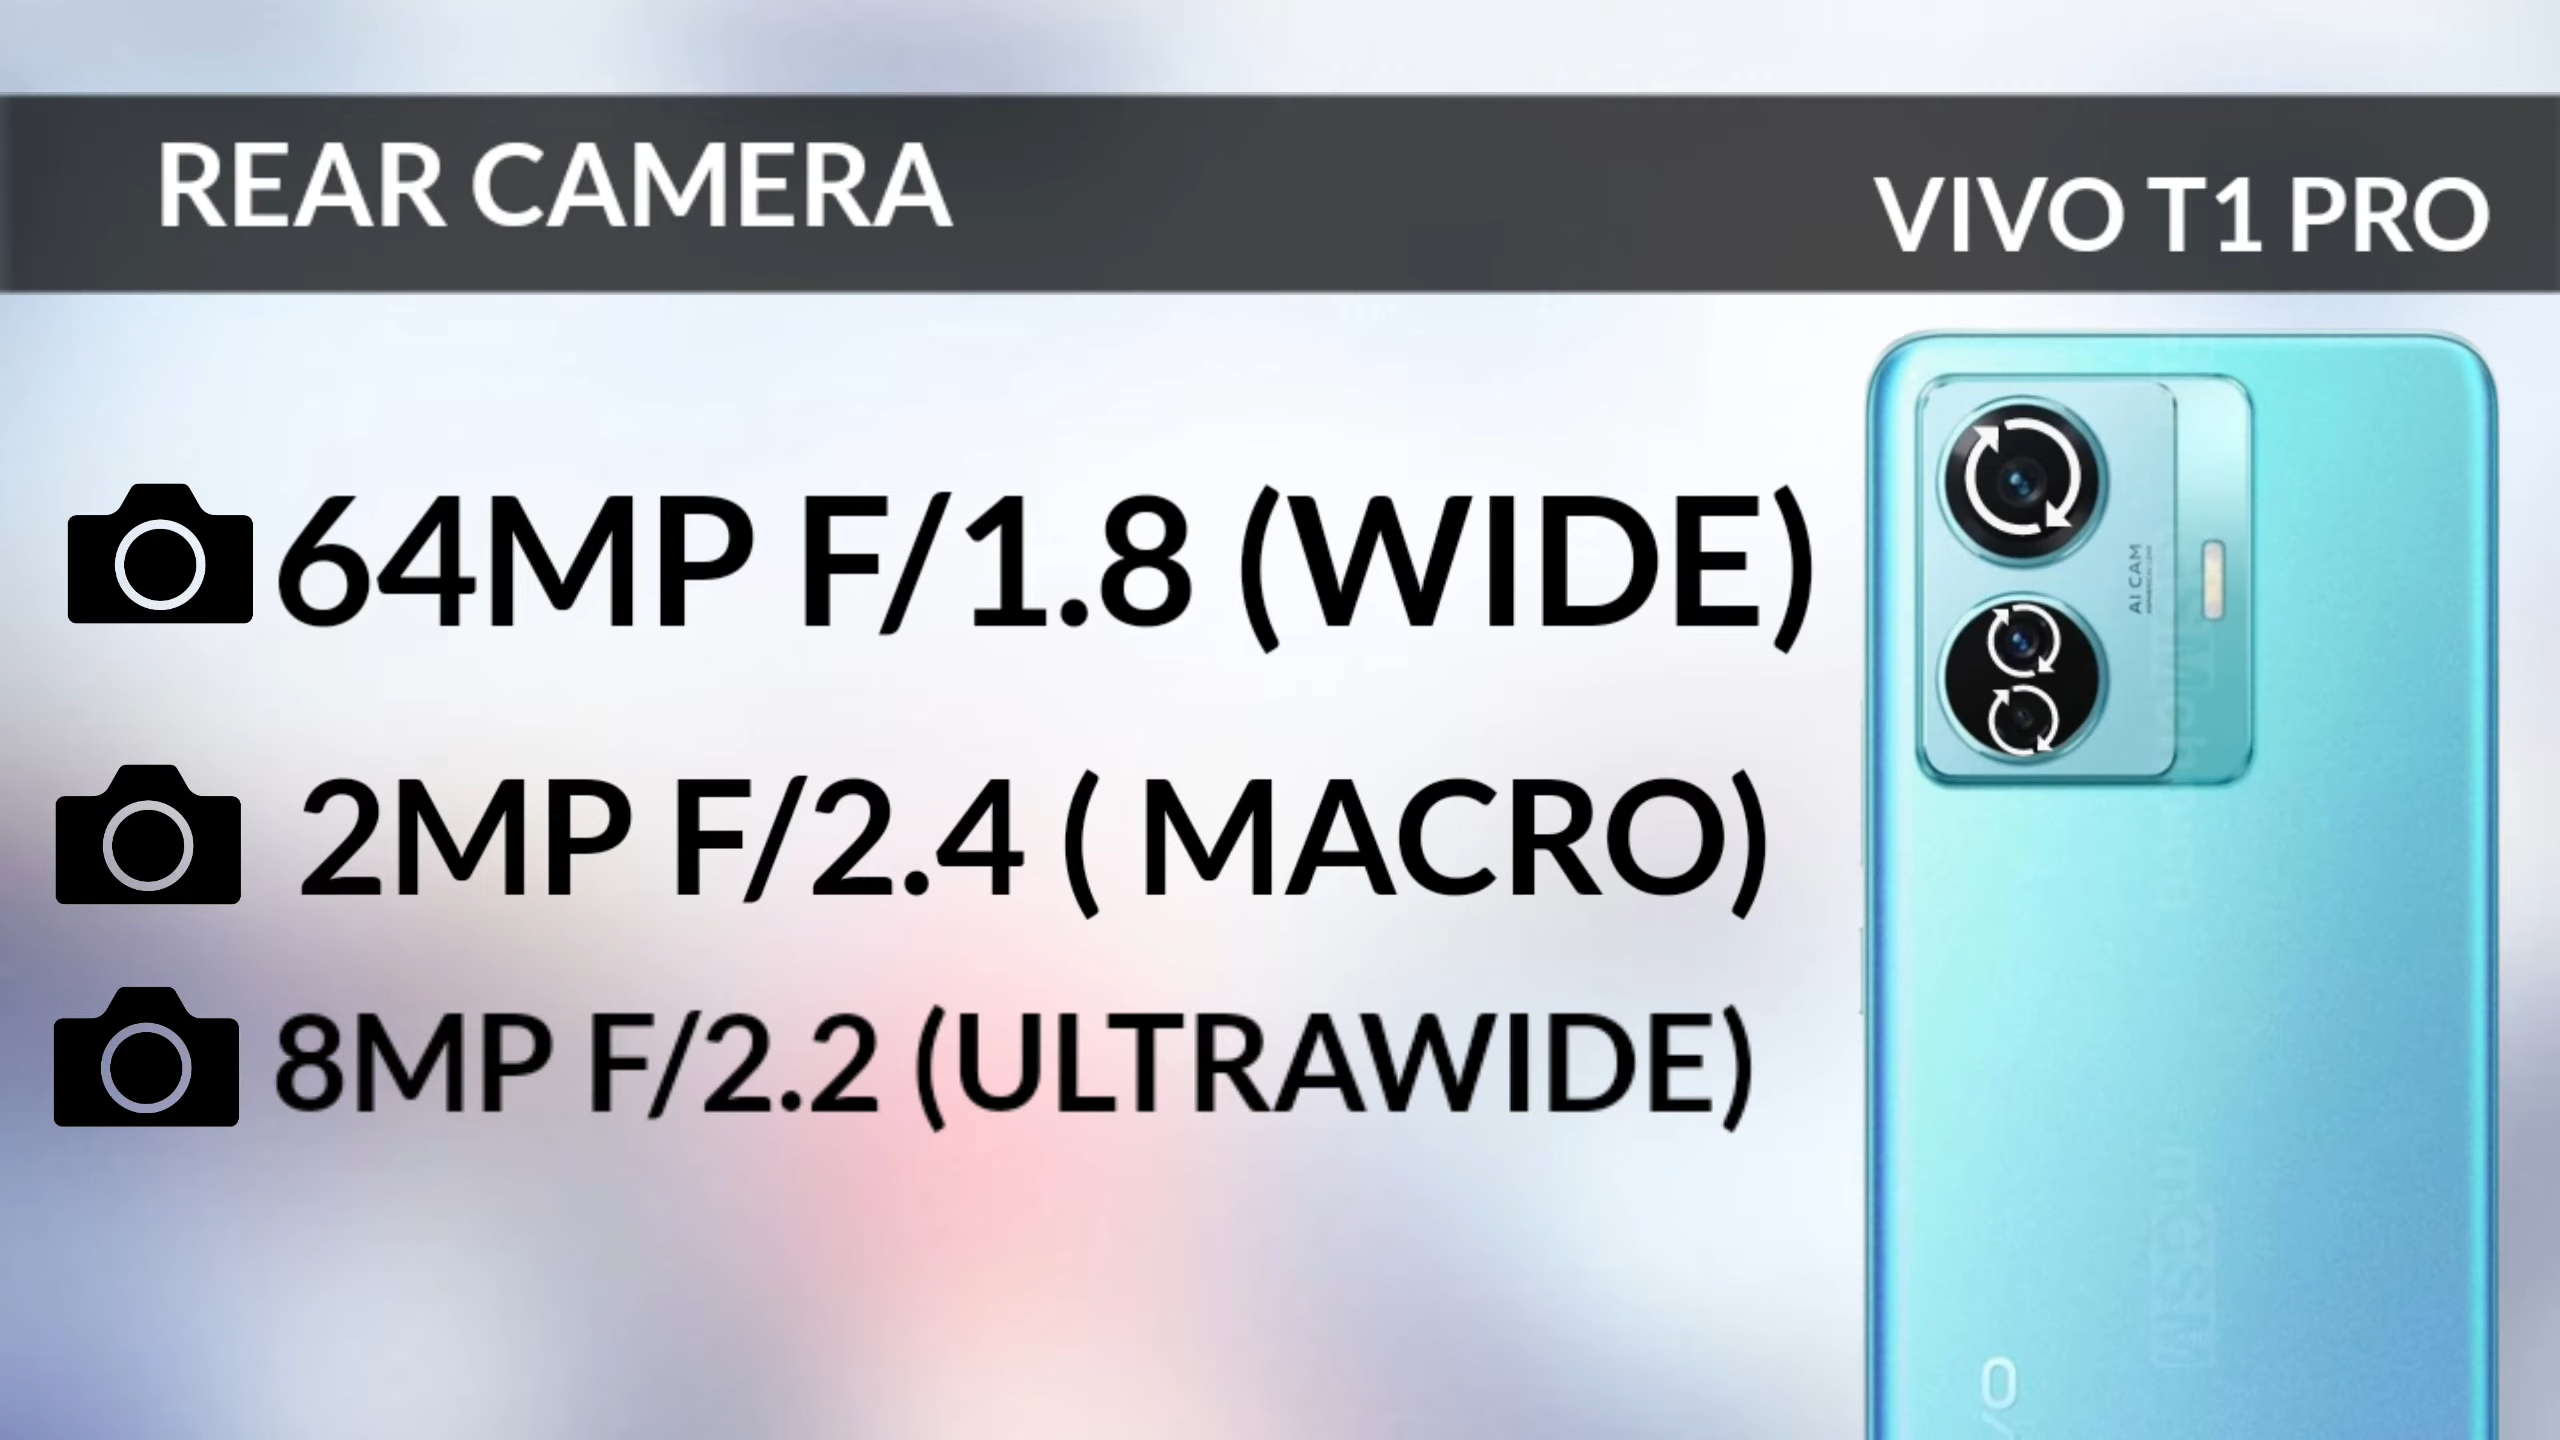 REAR CAMERA
VIVO T1 PRO
64MP F/1.8 (WIDE)
2MP F/2.4 ( MACRO)
8MP F/2.2 (ULTRAWIDE)
AI CAM